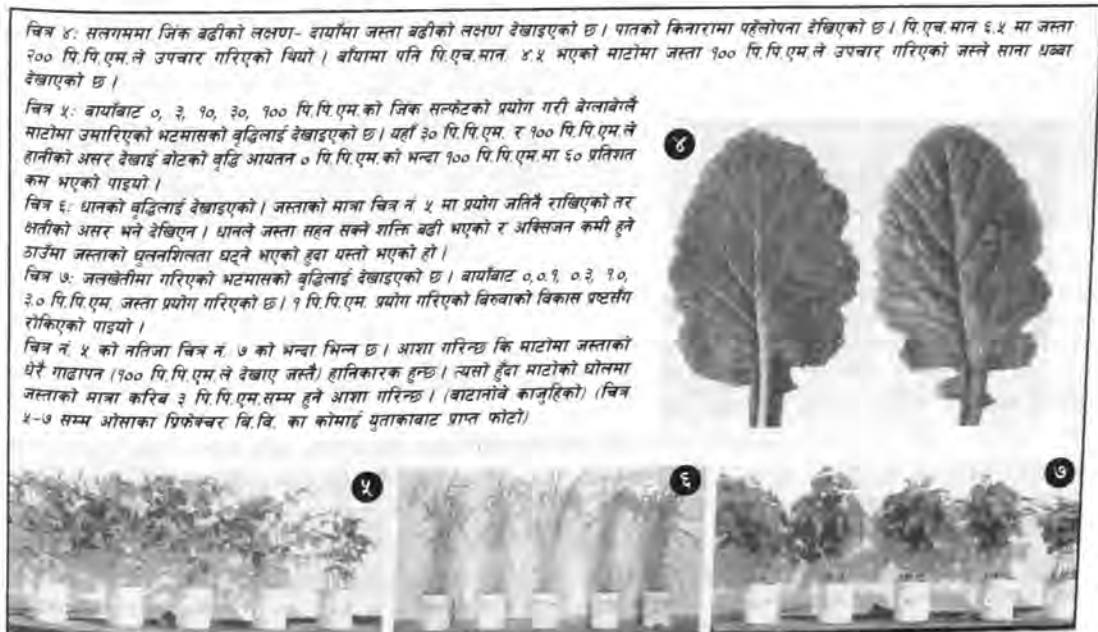 चित्र ४: सलगममा जिंक बढीको लक्षण- दायाँमा जस्ता बढीको लक्षण देखाइएको छ । पातको किनारामा पहेंलोपना देखिएको छ । पि.एच.मान ६.५ मा जस्ता
२०० पि.पि.एम.ले उपचार गरिएको थियो । बाँयामा पनि पि.एच.मान. ४.५ भएको माटोमा जस्ता १०० पि.पि.एम.ले उपचार गरिएको जस्ले साना धब्बा
देखाएको छ ।
चित्र ५: बायाँबाट ०, ३, १०, ३०, १०० पि.पि.एम.को जिंक सल्फेटको प्रयोग गरी बेग्लाबेग्लै
माटोमा उमारिएको भटमासको बृद्धिलाई देखाइएको छ । यहाँ ३० पि.पि.एम. र १०० पि.पि.एम.ले
हानीको असर देखाई बोटको बृद्धि आयतन ० पि.पि.एम.को भन्दा १०० पि.पि.एम.मा ६० प्रतिशत
कम भएको पाइयो ।
चित्र ६: धानको बृद्धिलाई देखाइएको । जस्ताको मात्रा चित्र नं. ५ मा प्रयोग जतिनै राखिएको तर
क्षतीको असर भने देखिएन । धानले जस्ता सहन सक्ने शक्ति बढी भएको र अक्सिजन कमी हुने
ठाउँमा जस्ताको घुलनशिलता घट्ने भएको हुदा यस्तो भएको हो ।
चित्र ७: जलखेतीमा गरिएको भटमासको बृद्धिलाई देखाइएको छ । बायाँबाट ०,०.१, ०.३, १.०,
३.० पि.पि.एम. जस्ता प्रयोग गरिएको छ । १ पि.पि.एम. प्रयोग गरिएको बिरुवाको विकास प्रष्टसँग
रोकिएको पाइयो ।
चित्र नं. ५ को नतिजा चित्र नं. ७ को भन्दा भिन्न छ । आशा गरिन्छ कि माटोमा जस्ताको
धेरै गाढापन (१०० पि.पि.एम.ले देखाए जस्तै) हानिकारक हुन्छ । त्यसो हुँदा माटोको घोलमा
जस्ताको मात्रा करिब ३ पि.पि.एम.सम्म हुने आशा गरिन्छ । (वाटानावे काजुहिको) (चित्र
५-७ सम्म ओसाका प्रिफेक्चर बि.वि. का कोमाई युताकाबाट प्राप्त फोटो)
४
५
६
७